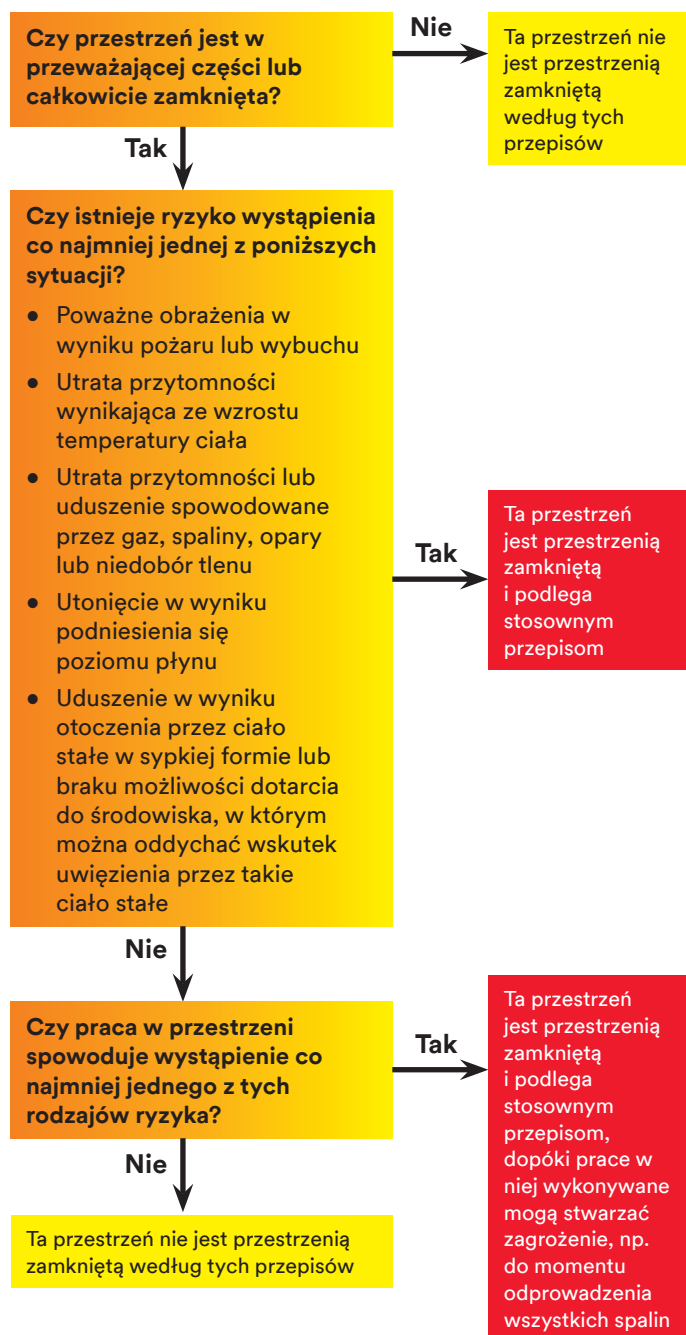 Czy przestrzeń jest w
przeważającej części lub
całkowicie zamknięta?
Nie
Ta przestrzeń nie
jest przestrzenią
zamkniętą
według tych
przepisów
Tak
Czy istnieje ryzyko wystąpienia
co najmniej jednej z poniższych
sytuacji?
● Poważne obrażenia w
wyniku pożaru lub wybuchu
● Utrata przytomności
wynikająca ze wzrostu
temperatury ciała
● Utrata przytomności lub
uduszenie spowodowane
przez gaz, spaliny, opary
lub niedobór tlenu
● Utonięcie w wyniku
podniesienia się
poziomu płynu
● Uduszenie w wyniku
otoczenia przez ciało
stałe w sypkiej formie lub
braku możliwości dotarcia
do środowiska, w którym
można oddychać wskutek
uwięzienia przez takie
ciało stałe
Tak
Ta przestrzeń
jest przestrzenią
zamkniętą
i podlega
stosownym
przepisom
Nie
Czy praca w przestrzeni
spowoduje wystąpienie co
najmniej jednego z tych
rodzajów ryzyka?
Tak
Ta przestrzeń
jest przestrzenią
zamkniętą
i podlega
stosownym
przepisom,
dopóki prace w
niej wykonywane
mogą stwarzać
zagrożenie, np.
do momentu
odprowadzenia
wszystkich spalin
Nie
Ta przestrzeń nie jest przestrzenią
zamkniętą według tych przepisów